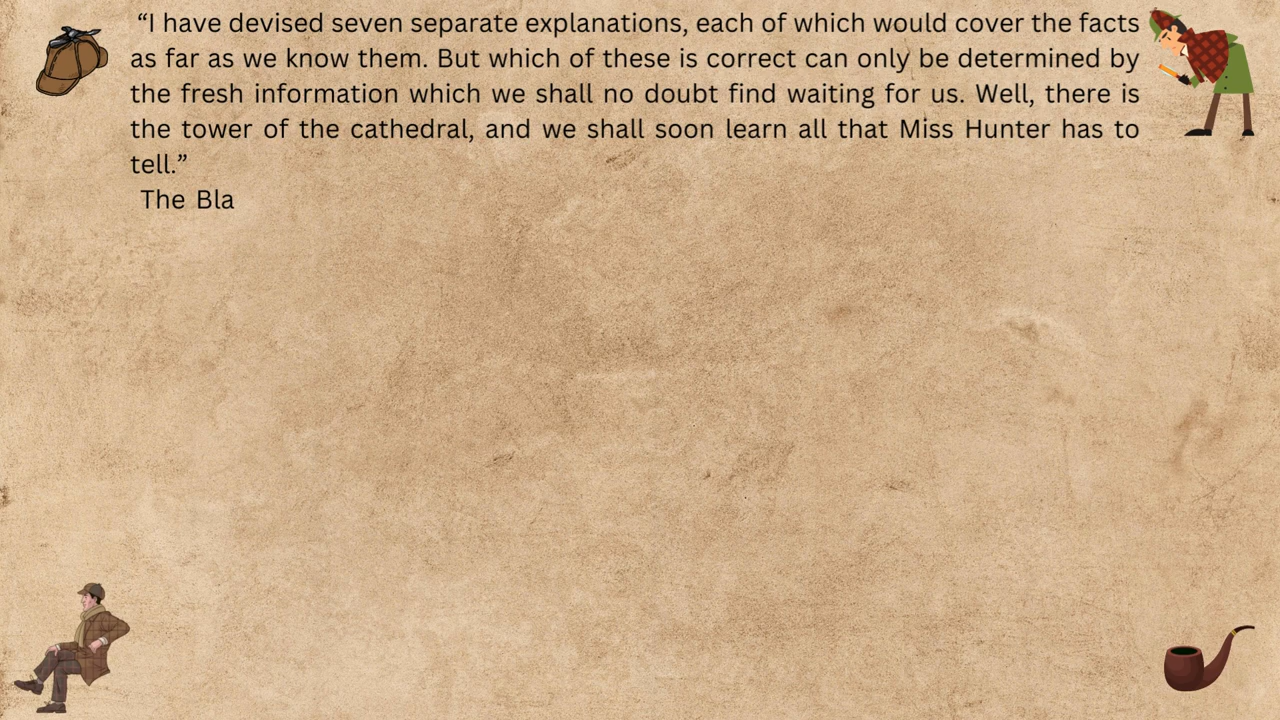 “I have devised seven separate explanations, each of which would cover the facts
as far as we know them. But which of these is correct can only be determined by
the fresh information which we shall no doubt find waiting for us. Well, there is
the tower of the cathedral, and we shall soon learn all that Miss Hunter has to
tell.”
The Bla